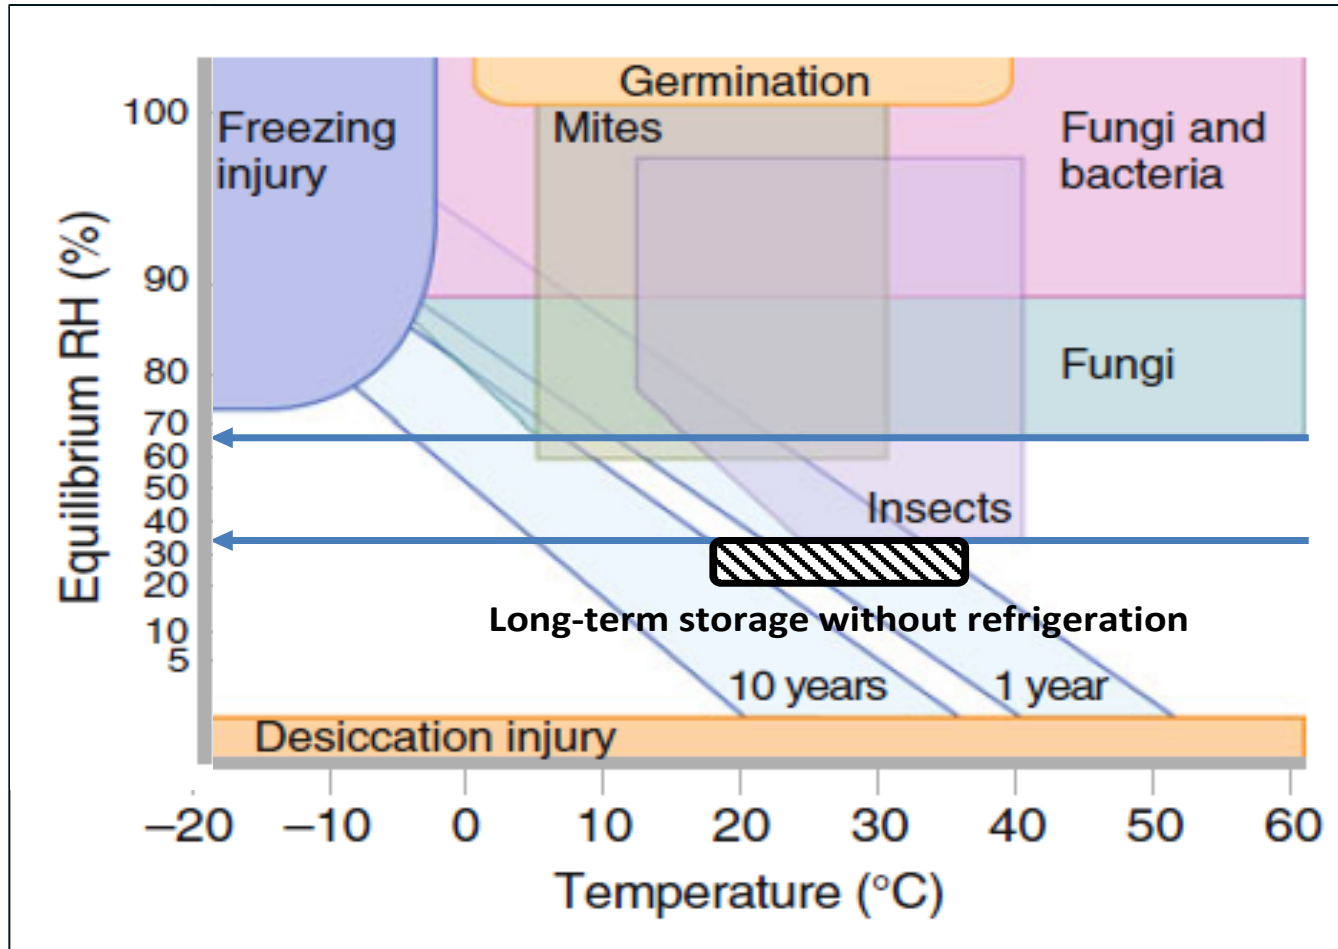 Germination
100
Freezing
injury
Mites
Fungi and
bacteria
Equilibrium RH (%)
90
80
Fungi
70
60
50
40
Insects
30
20
Long-term storage without refrigeration
10
5
10 years
1 year
Desiccation injury
–20 –10 0 10 20 30 40 50 60
Temperature (°C)